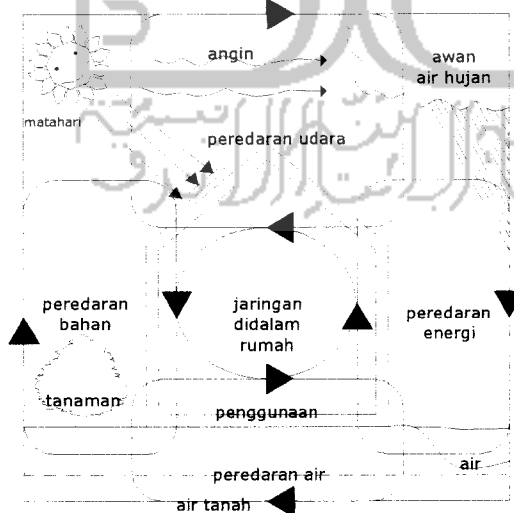 angin
awan
air hujan
matahari
peredaran udara
peredaran
bahan
jaringan
didalam
rumah
peredaran
energi
tanaman
penggunaan
air
peredaran air
air tanah